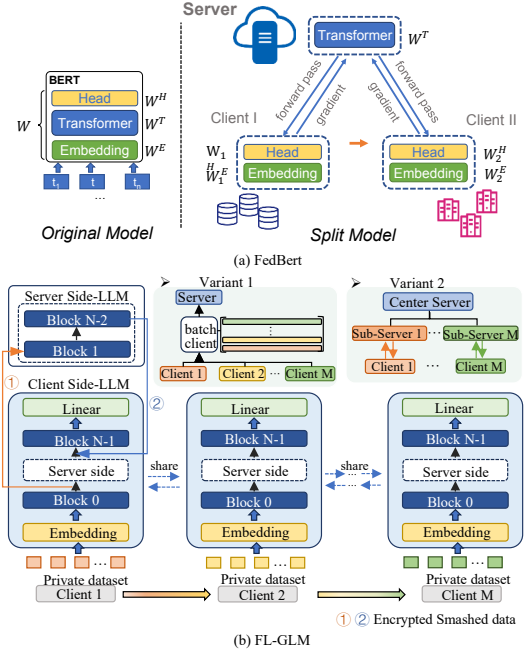 Server
BERT
Head
W^H
W
Transformer
W^T
Embedding
W^E
t_1
t
t_n
...
Original Model
Transformer
W^T
forward pass
gradient
gradient
forward pass
Client I
Client II
W_1^H
Head
W_1^E
Embedding
Head
W_2^H
Embedding
W_2^E
Split Model
(a) FedBert
Server Side-LLM
Block N-2
Block 1
①
②
Client Side-LLM
Linear
Block N-1
Server side
Block 0
Embedding
...
Private dataset
Client 1
➢ Variant 1
Server
batch client
⋮
Client 1
Client 2
...
Client M
➢ Variant 2
Center Server
Sub-Server 1
...
Sub-Server M
Client 1
...
Client M
share
Linear
Block N-1
Server side
Block 0
Embedding
...
Private dataset
Client 2
share
...
Linear
Block N-1
Server side
Block 0
Embedding
...
Private dataset
Client M
① ② Encrypted Smashed data
(b) FL-GLM